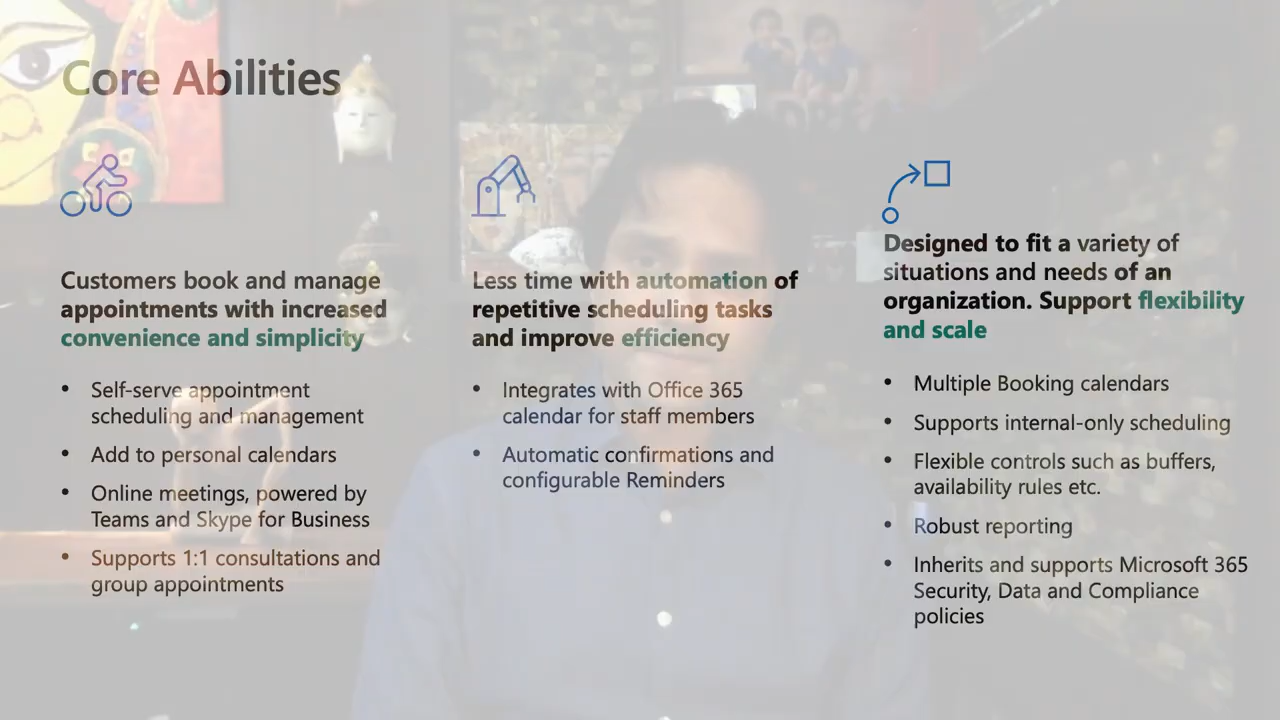 Core Abilities
Customers book and manage
appointments with increased
convenience and simplicity
• Self-serve appointment
scheduling and management
• Add to personal calendars
• Online meetings, powered by
Teams and Skype for Business
• Supports 1:1 consultations and
group appointments
Less time with automation of
repetitive scheduling tasks
and improve efficiency
• Integrates with Office 365
calendar for staff members
• Automatic confirmations and
configurable Reminders
Designed to fit a variety of
situations and needs of an
organization. Support flexibility
and scale
• Multiple Booking calendars
• Supports internal-only scheduling
• Flexible controls such as buffers,
availability rules etc.
• Robust reporting
• Inherits and supports Microsoft 365
Security, Data and Compliance
policies